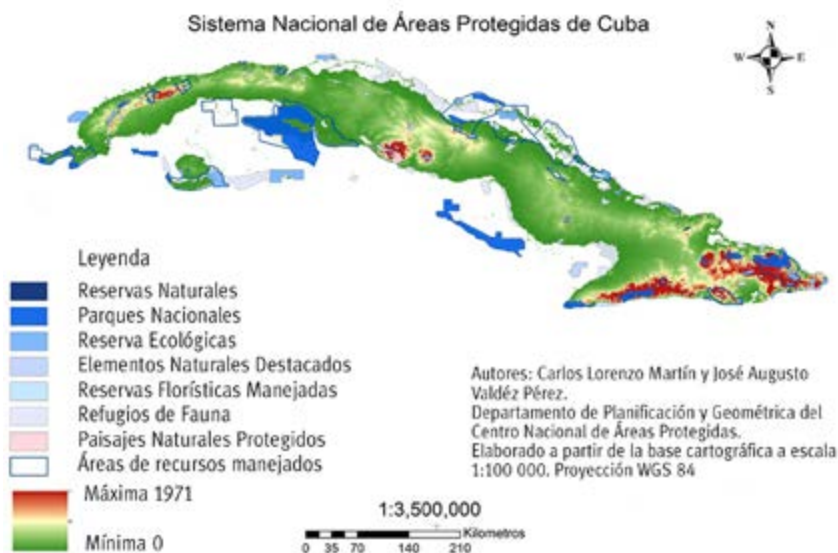 Sistema Nacional de Áreas Protegidas de Cuba
N
W
E
S
Leyenda
Reservas Naturales
Parques Nacionales
Reserva Ecológicas
Elementos Naturales Destacados
Reservas Florísticas Manejadas
Refugios de Fauna
Paisajes Naturales Protegidos
Áreas de recursos manejados
Máxima 1971
Mínima 0
Autores: Carlos Lorenzo Martín y José Augusto
Valdéz Pérez.
Departamento de Planificación y Geométrica del
Centro Nacional de Áreas Protegidas.
Elaborado a partir de la base cartográfica a escala
1:100 000. Proyección WGS 84
1:3,500,000
Kilometros
0 35 70 140 210